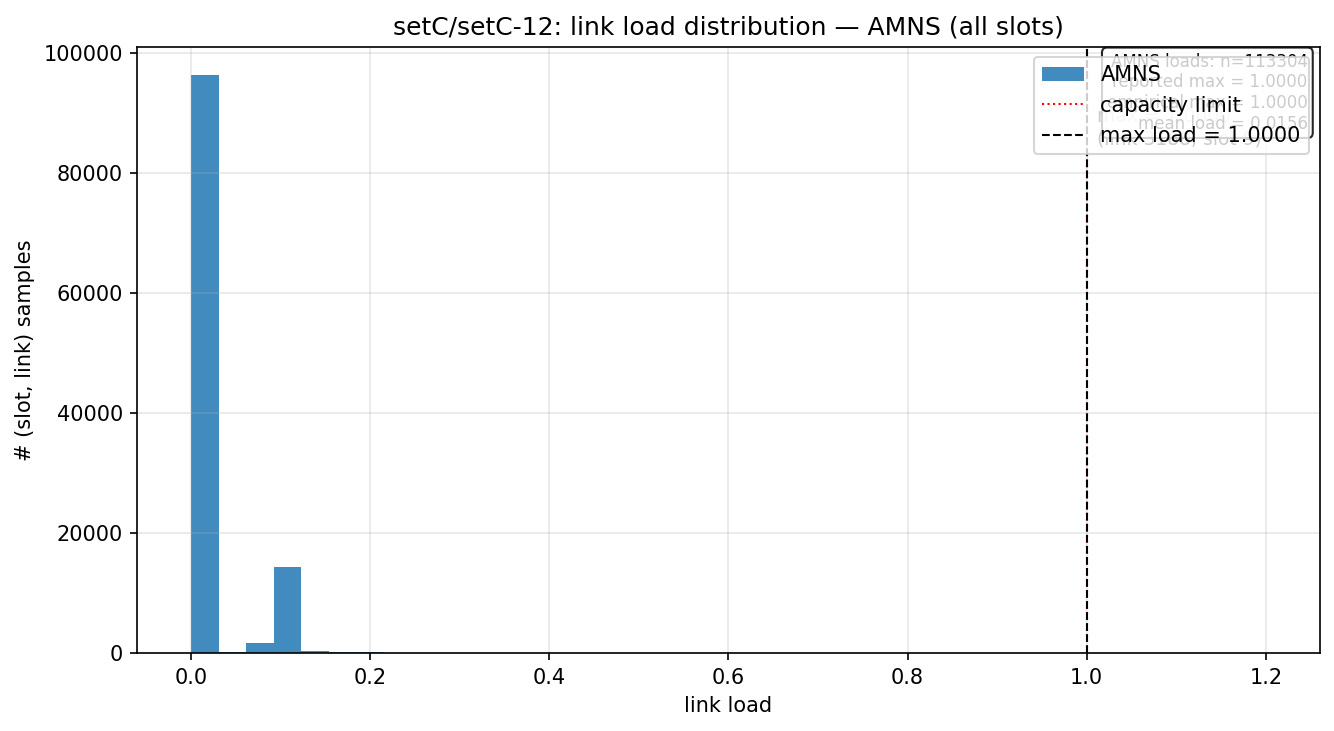 setC/setC-12: link load distribution — AMNS (all slots)
100000
80000
60000
40000
20000
0
# (slot, link) samples
0.0
0.2
0.4
0.6
0.8
1.0
1.2
link load
AMNS
capacity limit
max load = 1.0000
AMNS loads: n=113304
reported max = 1.0000
empirical max = 1.0000
mean load = 0.0156